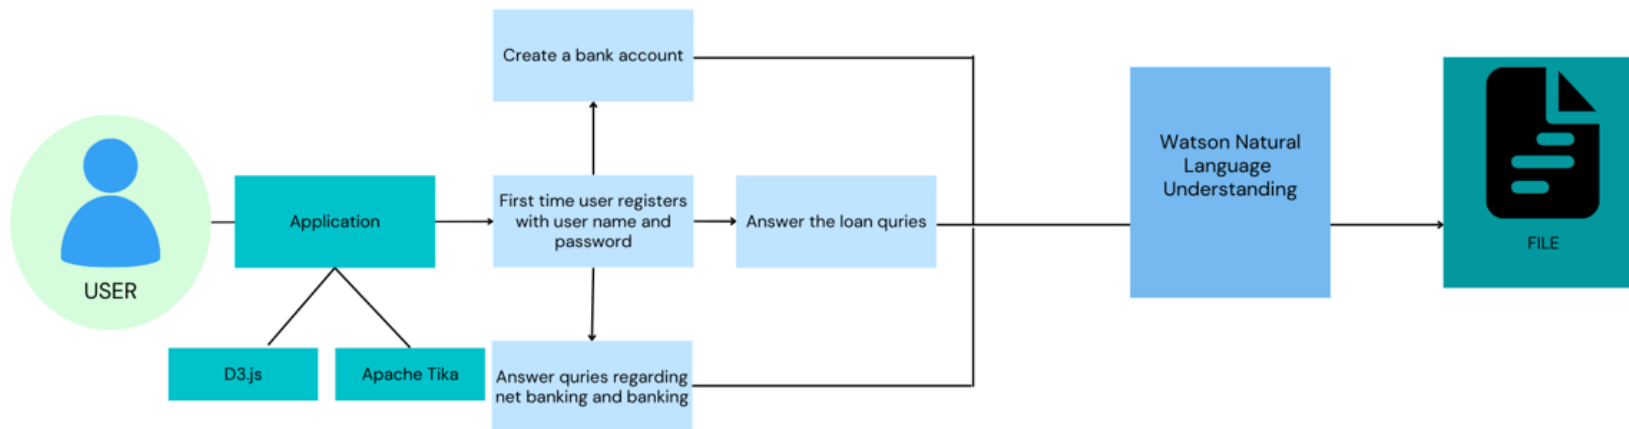 Create a bank account
USER
Application
D3.js
Apache Tika
First time user registers
with user name and
password
Answer the loan quries
Answer quries regarding
net banking and banking
Watson Natural
Language
Understanding
FILE